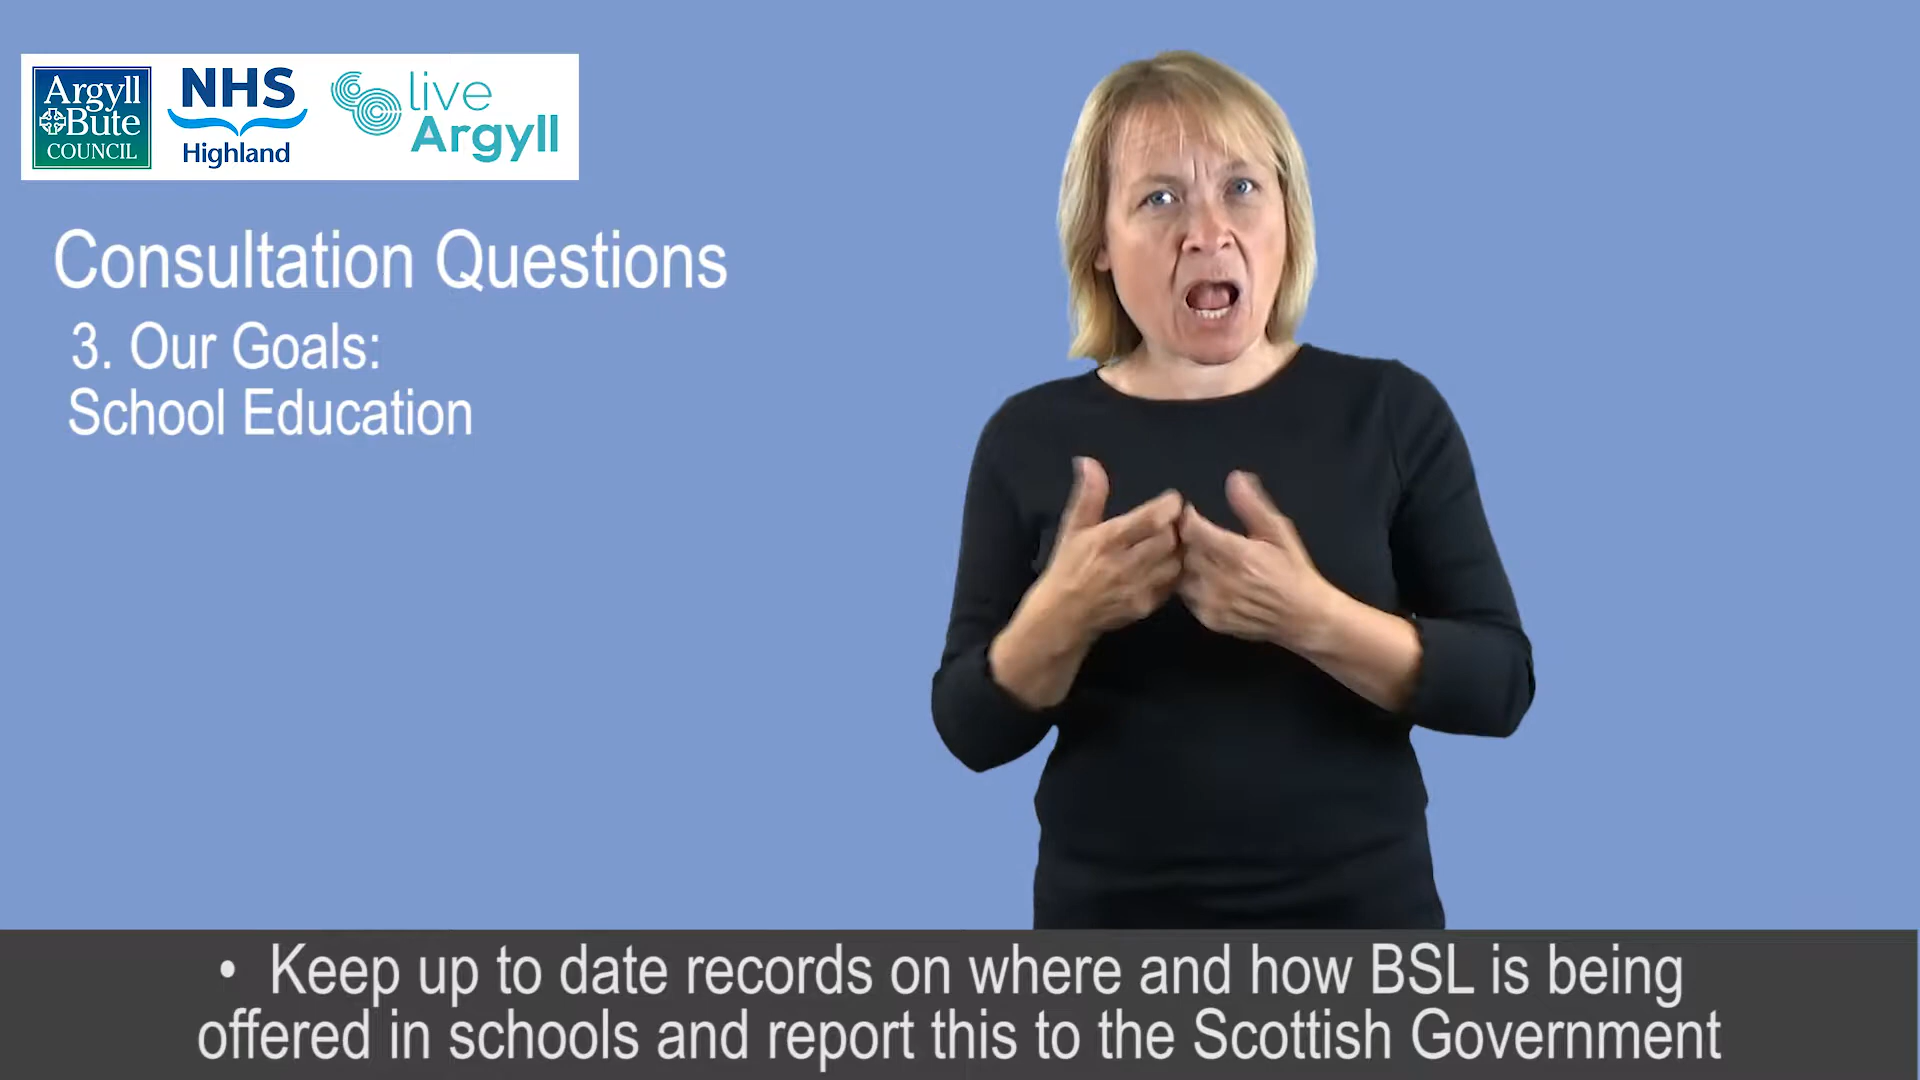 Argyll
Bute
COUNCIL
NHS
Highland
live
Argyll
Consultation Questions
3. Our Goals:
School Education
• Keep up to date records on where and how BSL is being
offered in schools and report this to the Scottish Government